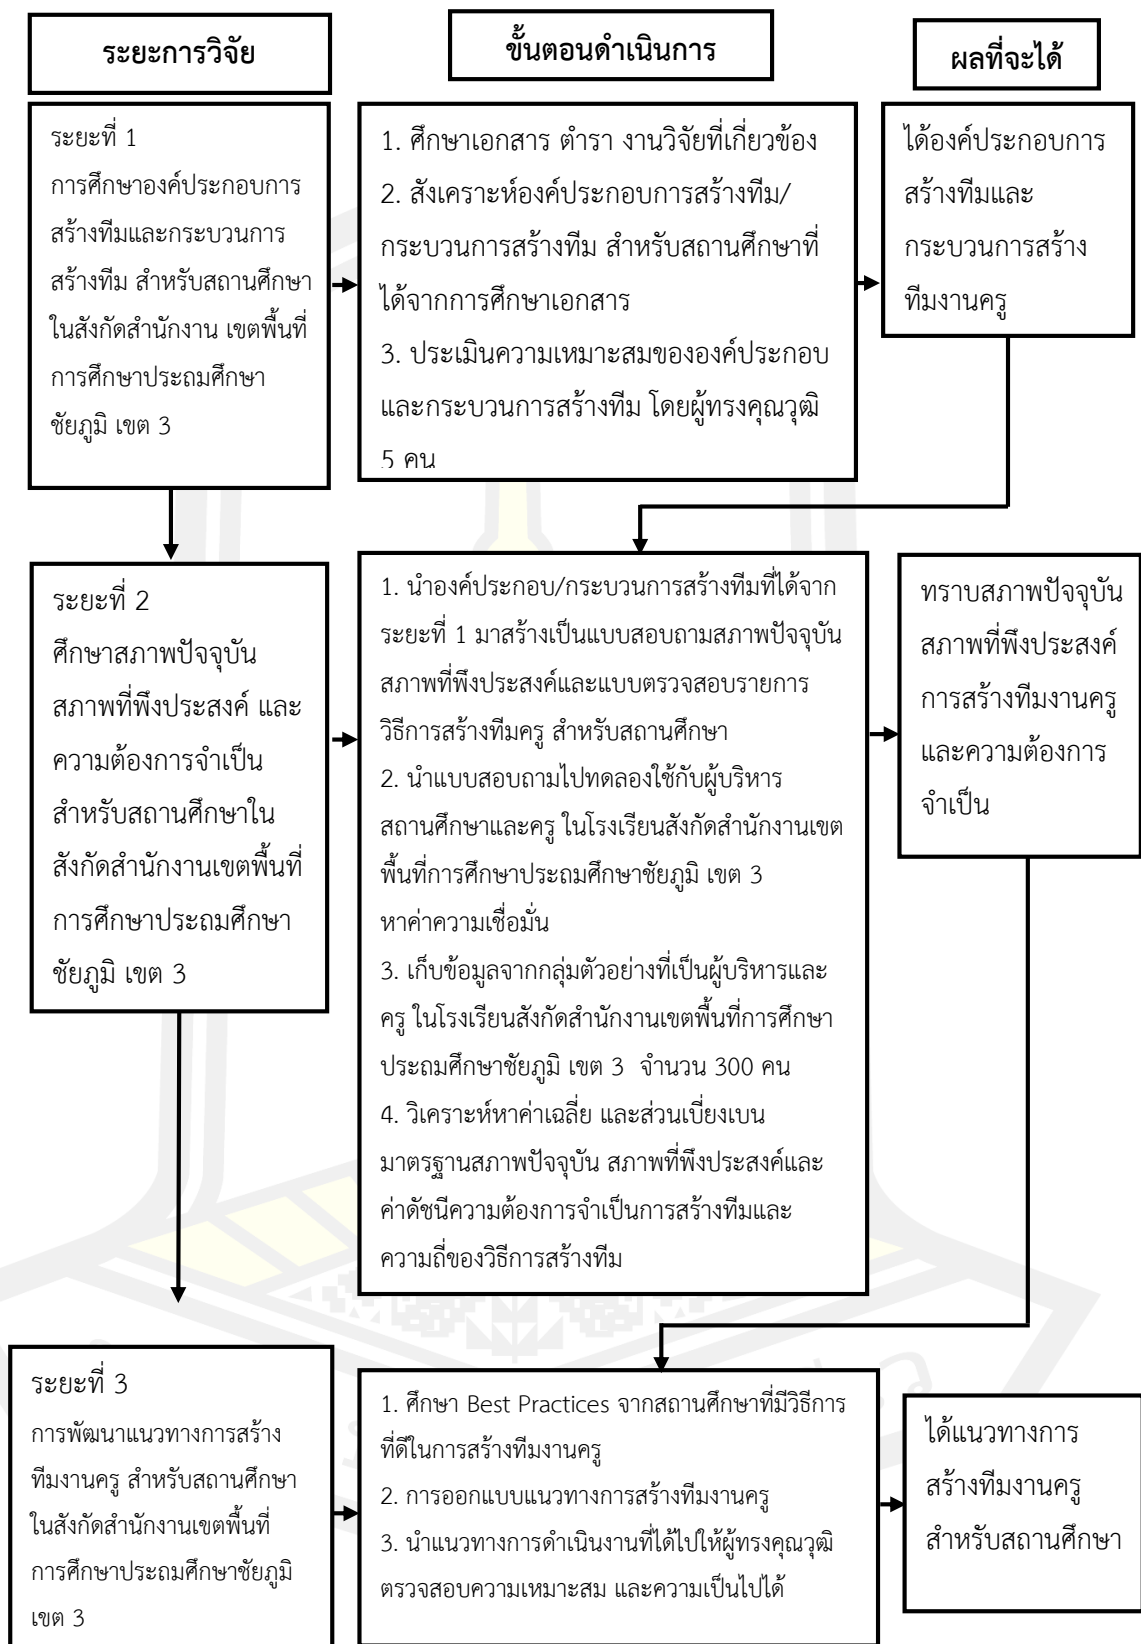 ระยะการวิจัย
ขั้นตอนดำเนินการ
ผลที่จะได้
ระยะที่ 1
การศึกษาองค์ประกอบการ
สร้างทีมและกระบวนการ
สร้างทีม สำหรับสถานศึกษา
ในสังกัดสำนักงาน เขตพื้นที่
การศึกษาประถมศึกษา
ชัยภูมิ เขต 3
1. ศึกษาเอกสาร ตำรา งานวิจัยที่เกี่ยวข้อง
2. สังเคราะห์องค์ประกอบการสร้างทีม/
กระบวนการสร้างทีม สำหรับสถานศึกษาที่
ได้จากการศึกษาเอกสาร
3. ประเมินความเหมาะสมขององค์ประกอบ
และกระบวนการสร้างทีม โดยผู้ทรงคุณวุฒิ
5 คน
ได้องค์ประกอบการ
สร้างทีมและ
กระบวนการสร้าง
ทีมงานครู
ระยะที่ 2
ศึกษาสภาพปัจจุบัน
สภาพที่พึงประสงค์ และ
ความต้องการจำเป็น
สำหรับสถานศึกษาใน
สังกัดสำนักงานเขตพื้นที่
การศึกษาประถมศึกษา
ชัยภูมิ เขต 3
1. นำองค์ประกอบ/กระบวนการสร้างทีมที่ได้จาก
ระยะที่ 1 มาสร้างเป็นแบบสอบถามสภาพปัจจุบัน
สภาพที่พึงประสงค์และแบบตรวจสอบรายการ
วิธีการสร้างทีมครู สำหรับสถานศึกษา
2. นำแบบสอบถามไปทดลองใช้กับผู้บริหาร
สถานศึกษาและครู ในโรงเรียนสังกัดสำนักงานเขต
พื้นที่การศึกษาประถมศึกษาชัยภูมิ เขต 3
หาค่าความเชื่อมั่น
3. เก็บข้อมูลจากกลุ่มตัวอย่างที่เป็นผู้บริหารและ
ครู ในโรงเรียนสังกัดสำนักงานเขตพื้นที่การศึกษา
ประถมศึกษาชัยภูมิ เขต 3 จำนวน 300 คน
4. วิเคราะห์หาค่าเฉลี่ย และส่วนเบี่ยงเบน
มาตรฐานสภาพปัจจุบัน สภาพที่พึงประสงค์และ
ค่าดัชนีความต้องการจำเป็นการสร้างทีมและ
ความถี่ของวิธีการสร้างทีม
ทราบสภาพปัจจุบัน
สภาพที่พึงประสงค์
การสร้างทีมงานครู
และความต้องการ
จำเป็น
ระยะที่ 3
การพัฒนาแนวทางการสร้าง
ทีมงานครู สำหรับสถานศึกษา
ในสังกัดสำนักงานเขตพื้นที่
การศึกษาประถมศึกษาชัยภูมิ
เขต 3
1. ศึกษา Best Practices จากสถานศึกษาที่มีวิธีการ
ที่ดีในการสร้างทีมงานครู
2. การออกแบบแนวทางการสร้างทีมงานครู
3. นำแนวทางการดำเนินงานที่ได้ไปให้ผู้ทรงคุณวุฒิ
ตรวจสอบความเหมาะสม และความเป็นไปได้
ได้แนวทางการ
สร้างทีมงานครู
สำหรับสถานศึกษา